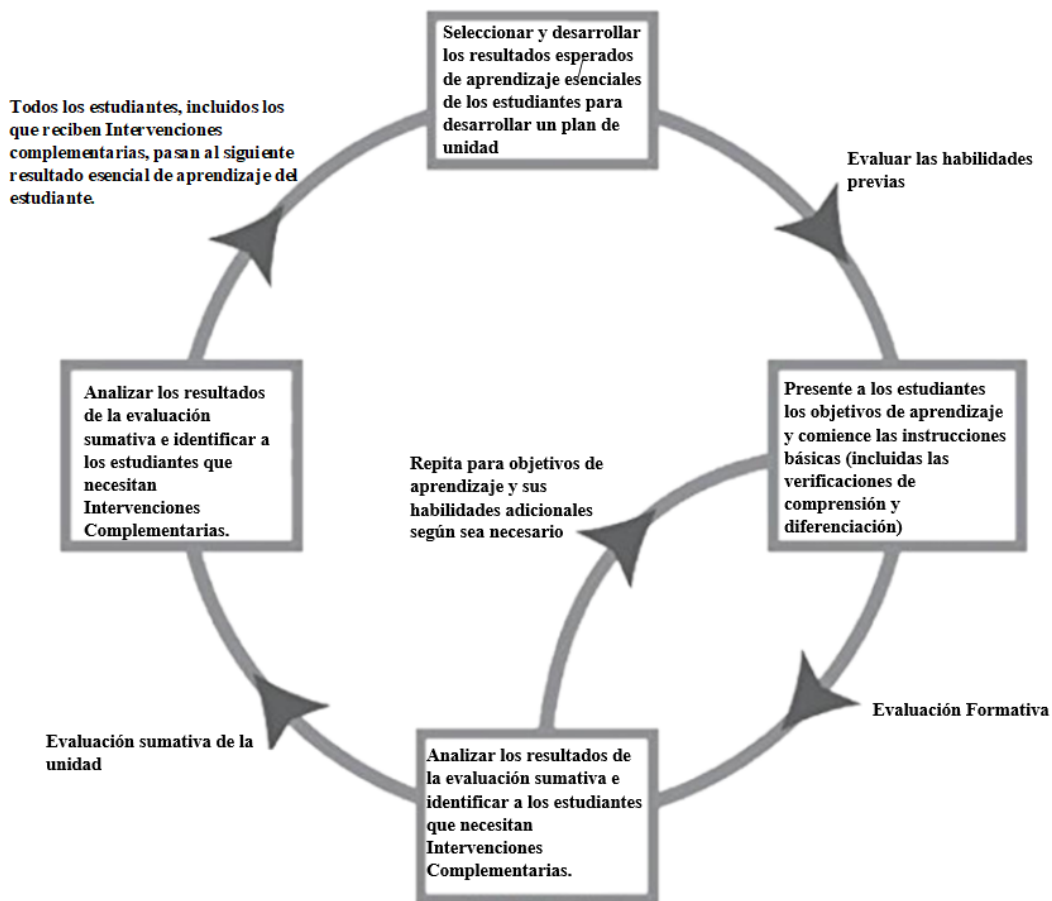 Seleccionar y desarrollar
los resultados esperados
de aprendizaje esenciales
de los estudiantes para
desarrollar un plan de
unidad
Evaluar las habilidades
previas
Presente a los estudiantes
los objetivos de aprendizaje
y comience las instrucciones
básicas (incluidas las
verificaciones de
comprensión y
diferenciación)
Evaluación Formativa
Analizar los resultados de
la evaluación sumativa e
identificar a los estudiantes
que necesitan
Intervenciones
Complementarias.
Repita para objetivos de
aprendizaje y sus
habilidades adicionales
según sea necesario
Evaluación sumativa de la
unidad
Analizar los resultados
de la evaluación
sumativa e identificar a
los estudiantes que
necesitan
Intervenciones
Complementarias.
Todos los estudiantes, incluidos los
que reciben Intervenciones
complementarias, pasan al siguiente
resultado esencial de aprendizaje del
estudiante.